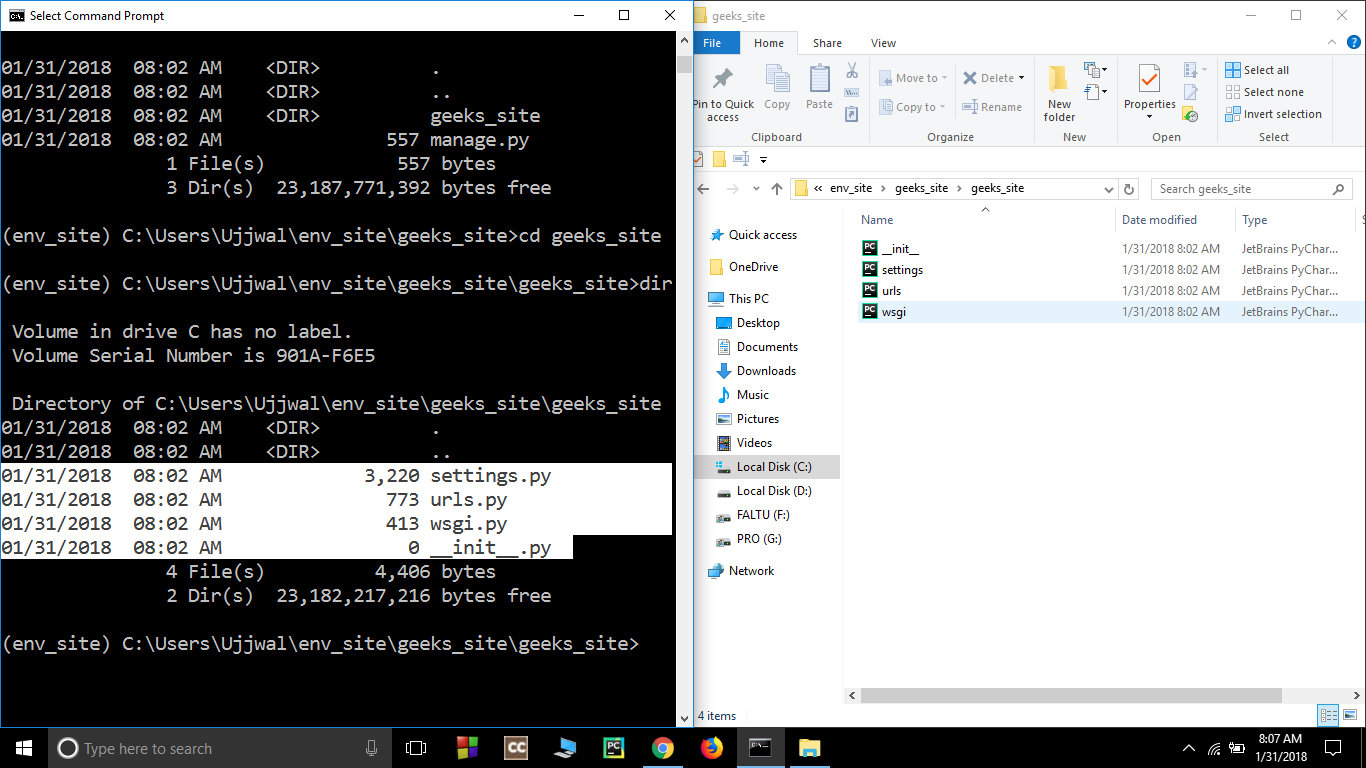 Select Command Prompt
01/31/2018  08:02 AM    <DIR>          .
01/31/2018  08:02 AM    <DIR>          ..
01/31/2018  08:02 AM    <DIR>          geeks_site
01/31/2018  08:02 AM               557 manage.py
1 File(s)            557 bytes
3 Dir(s)  23,187,771,392 bytes free
(env_site) C:\Users\Ujjwal\env_site\geeks_site>cd geeks_site
(env_site) C:\Users\Ujjwal\env_site\geeks_site\geeks_site>dir
Volume in drive C has no label.
Volume Serial Number is 901A-F6E5
Directory of C:\Users\Ujjwal\env_site\geeks_site\geeks_site
01/31/2018  08:02 AM    <DIR>          .
01/31/2018  08:02 AM    <DIR>          ..
01/31/2018  08:02 AM             3,220 settings.py
01/31/2018  08:02 AM               773 urls.py
01/31/2018  08:02 AM               413 wsgi.py
01/31/2018  08:02 AM                 0 __init__.py
4 File(s)          4,406 bytes
2 Dir(s)  23,182,217,216 bytes free
(env_site) C:\Users\Ujjwal\env_site\geeks_site\geeks_site>
geeks_site
File Home Share View
Pin to Quick access
Copy
Paste
Clipboard
Move to
Copy to
Delete
Rename
Organize
New folder
New
Properties
Open
Select all
Select none
Invert selection
Select
« env_site > geeks_site > geeks_site
Search geeks_site
Quick access
OneDrive
This PC
Desktop
Documents
Downloads
Music
Pictures
Videos
Local Disk (C:)
Local Disk (D:)
FALTU (F:)
PRO (G:)
Network
Name Date modified Type S
__init__ 1/31/2018 8:02 AM JetBrains PyChar...
settings 1/31/2018 8:02 AM JetBrains PyChar...
urls 1/31/2018 8:02 AM JetBrains PyChar...
wsgi 1/31/2018 8:02 AM JetBrains PyChar...
4 items
Type here to search
CC
PC
8:07 AM
1/31/2018